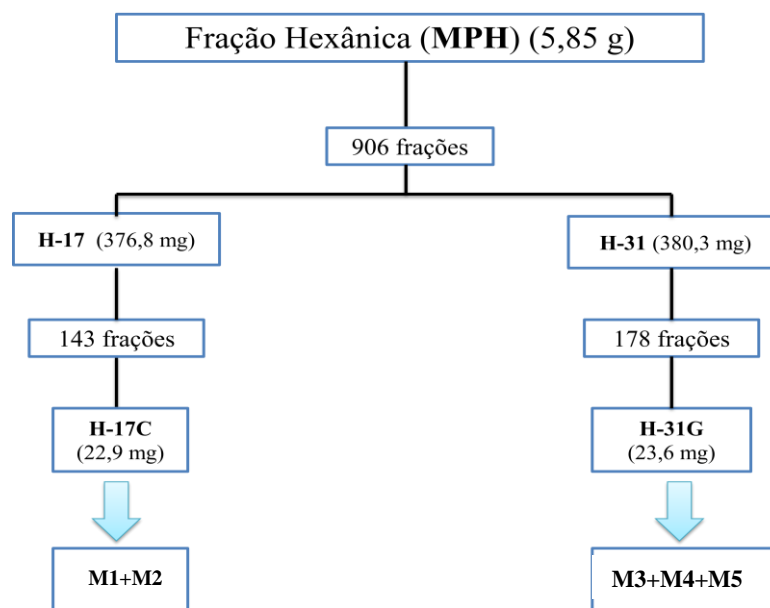 Fração Hexânica (MPH) (5,85 g)
906 frações
H-17 (376,8 mg)
H-31 (380,3 mg)
143 frações
178 frações
H-17C
(22,9 mg)
H-31G
(23,6 mg)
M1+M2
M3+M4+M5